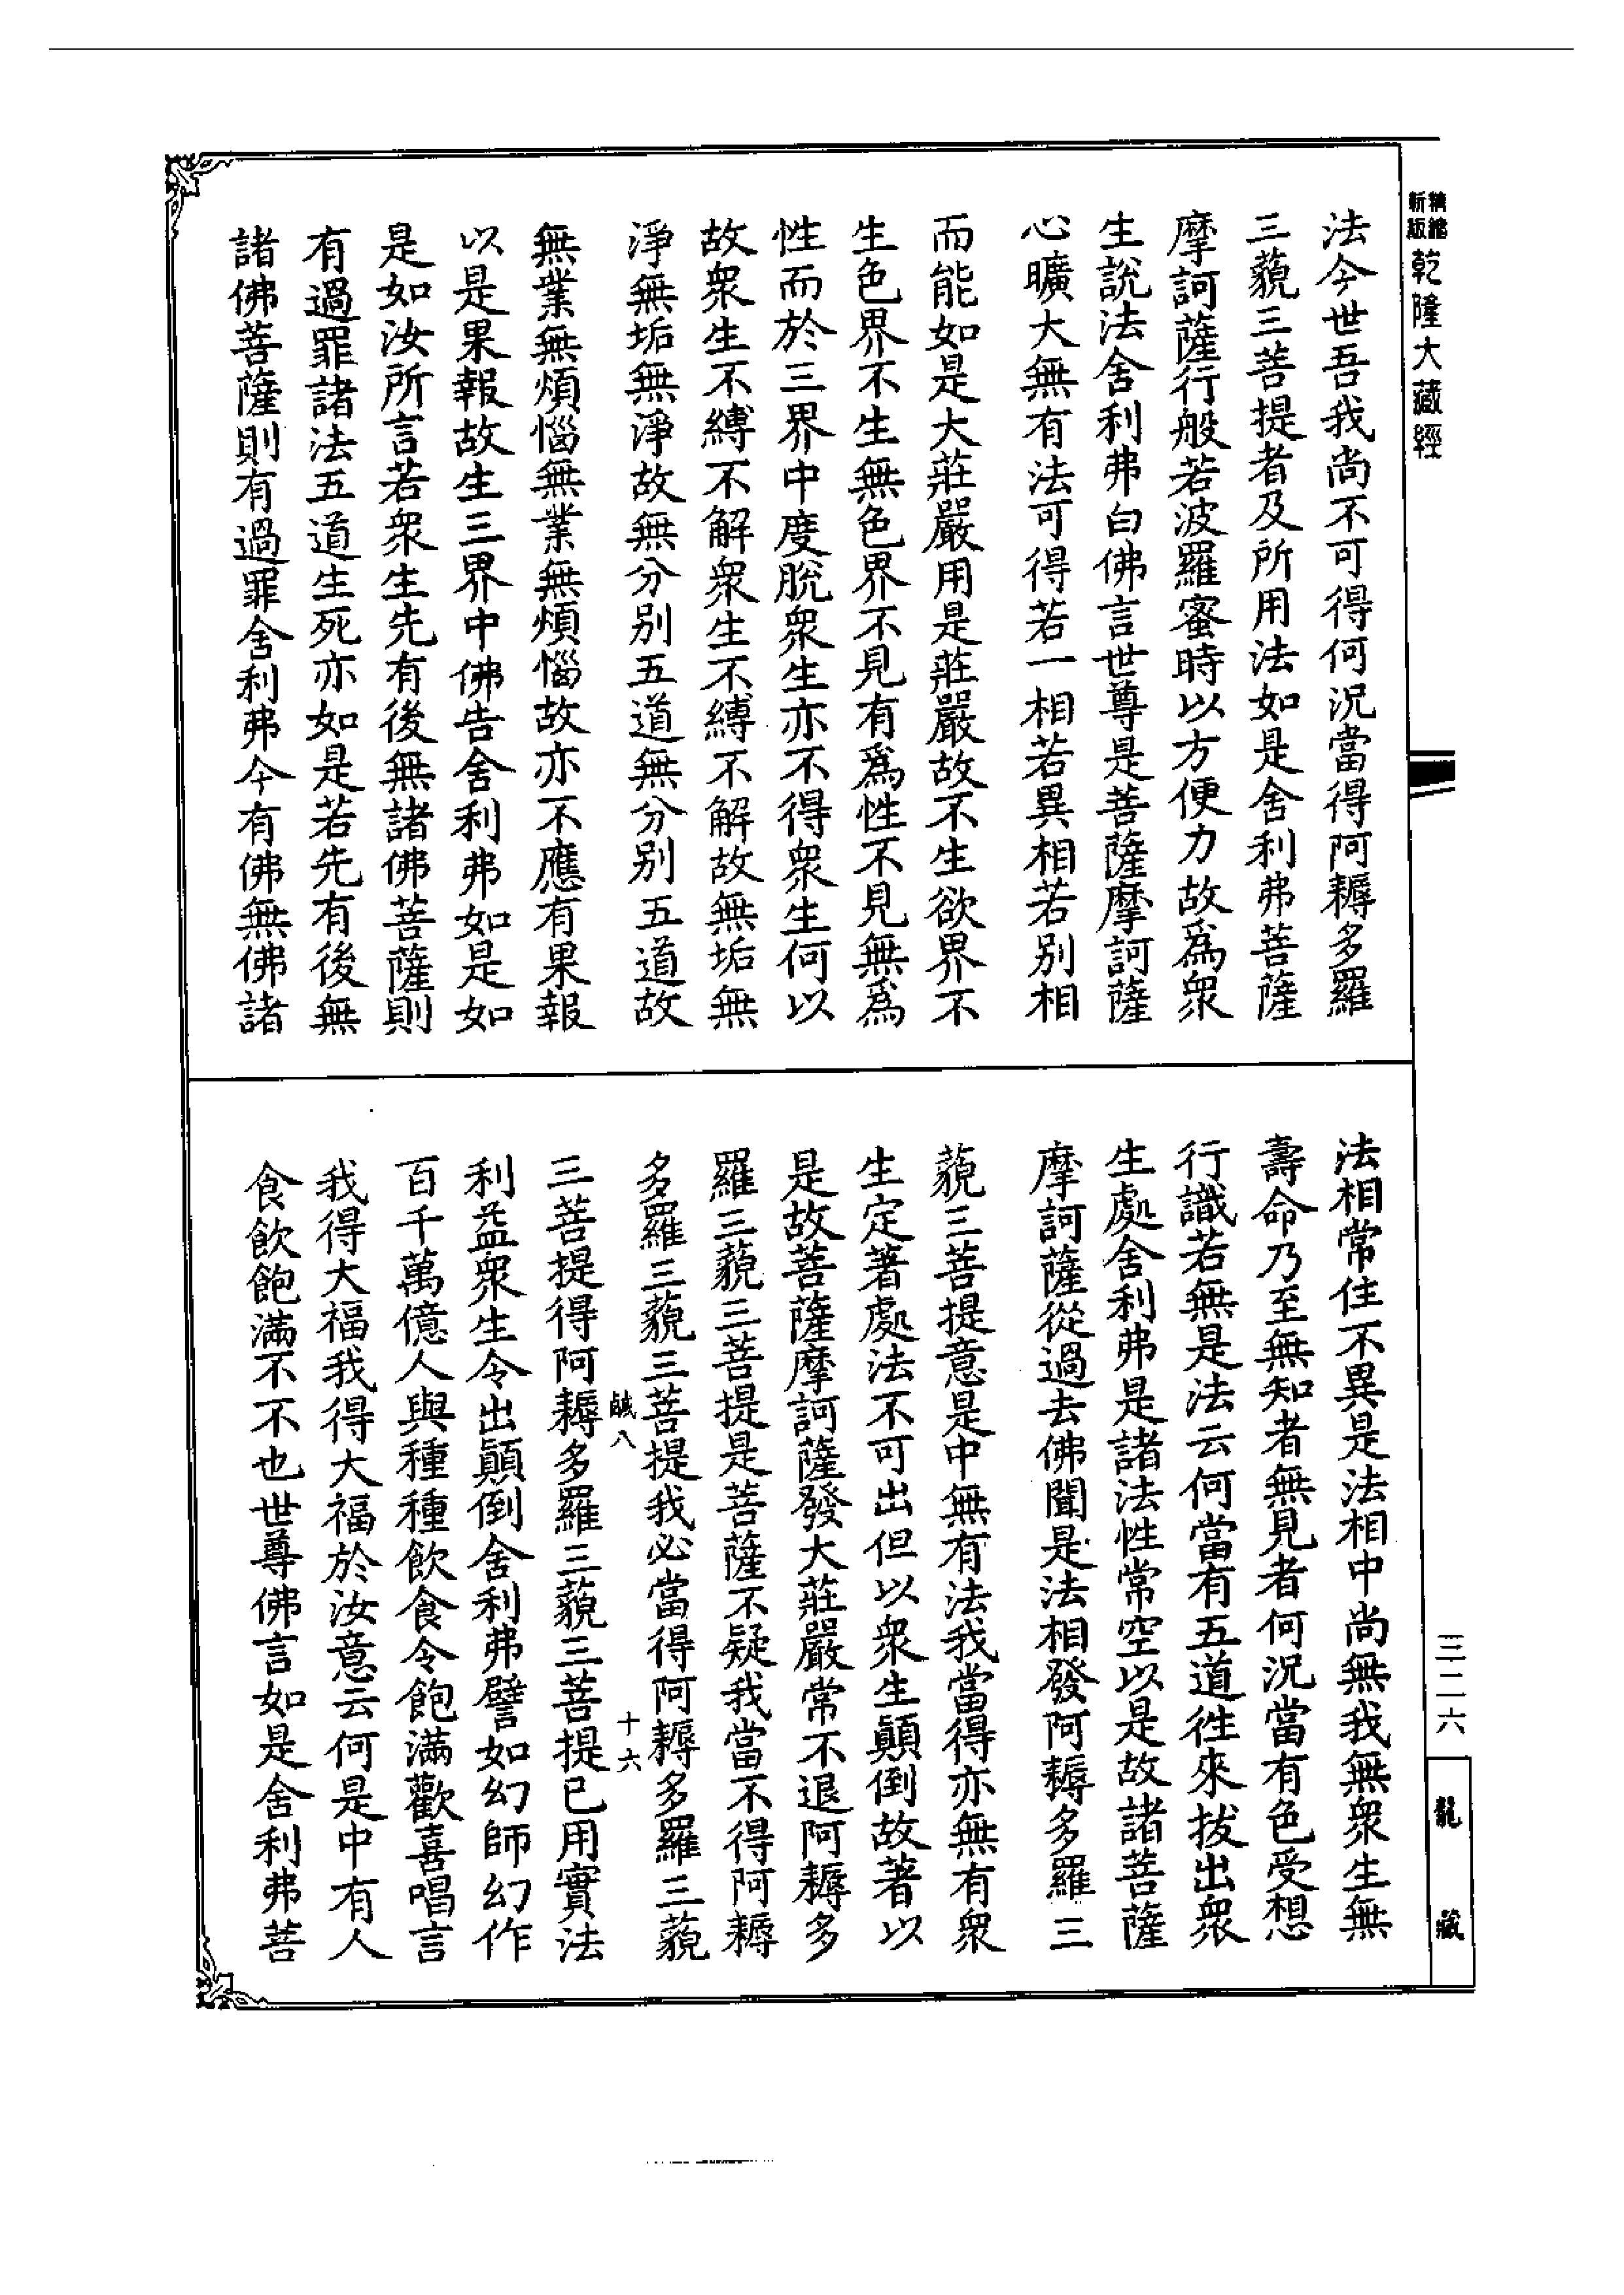 精縮新版乾隆大藏經
法今世吾我尚不可得何況當得阿耨多羅
三藐三菩提者及所用法如是舍利弗菩薩
摩訶薩行般若波羅蜜時以方便力故爲衆
生說法舍利弗白佛言世尊是菩薩摩訶薩
心曠大無有法可得若一相若異相若别相
而能如是大莊嚴用是莊嚴故不生欲界不
生色界不生無色界不見有爲性不見無爲
性而於三界中度脫衆生亦不得衆生何以
故衆生不縛不解衆生不縛不解故無垢無
淨無垢無淨故無分别五道無分别五道故
無業無煩惱無業無煩惱故亦不應有果報
以是果報故生三界中佛告舍利弗如是如
是如汝所言若衆生先有後無諸佛菩薩則
有過罪諸法五道生死亦如是若先有後無
諸佛菩薩則有過罪舍利弗今有佛無佛諸
法相常住不異是法相中尚無我無衆生無
壽命乃至無知者無見者何況當有色受想
行識若無是法云何當有五道徃來拔出衆
生處舍利弗是諸法性常空以是故諸菩薩
摩訶薩從過去佛聞是法相發阿耨多羅三
藐三菩提意是中無有法我當得亦無有衆
生定著處法不可出但以衆生顛倒故著以
是故菩薩摩訶薩發大莊嚴常不退阿耨多
羅三藐三菩提是菩薩不疑我當不得阿耨
多羅三藐三菩提我必當得阿耨多羅三藐
鹹八 十六
三菩提得阿耨多羅三藐三菩提已用實法
利益衆生令出顛倒舍利弗譬如幻師幻作
百千萬億人與種種飲食令飽滿歡喜唱言
我得大福我得大福於汝意云何是中有人
食飲飽滿不不也世尊佛言如是舍利弗菩
三二六
龍藏